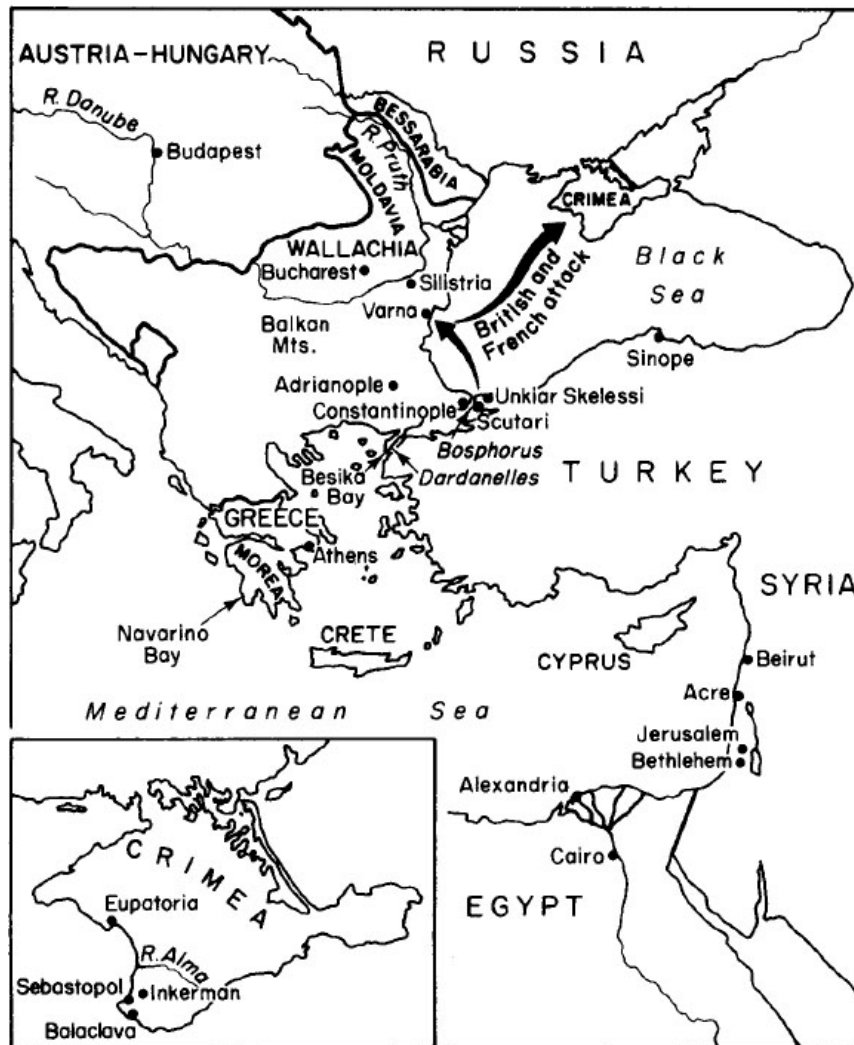 RUSSIA
AUSTRIA-HUNGARY
R. Danube
Budapest
BESSARABIA
R. Pruth
MOLDAVIA
CRIMEA
WALLACHIA
Bucharest
Silistria
Black
Sea
British and
French attack
Varna
Balkan
Mts.
Sinope
Adrianople
Unkiar Skelessi
Constantinople
Scutari
Bosphorus
Besika
Bay
Dardanelles
TURKEY
GREECE
Athens
MOREA
SYRIA
Navarino
Bay
CRETE
CYPRUS
Beirut
Acre
Mediterranean Sea
Jerusalem
Bethlehem
Alexandria
Cairo
EGYPT
CRIMEA
Eupatoria
R. Alma
Sebastopol
Inkerman
Balaclava